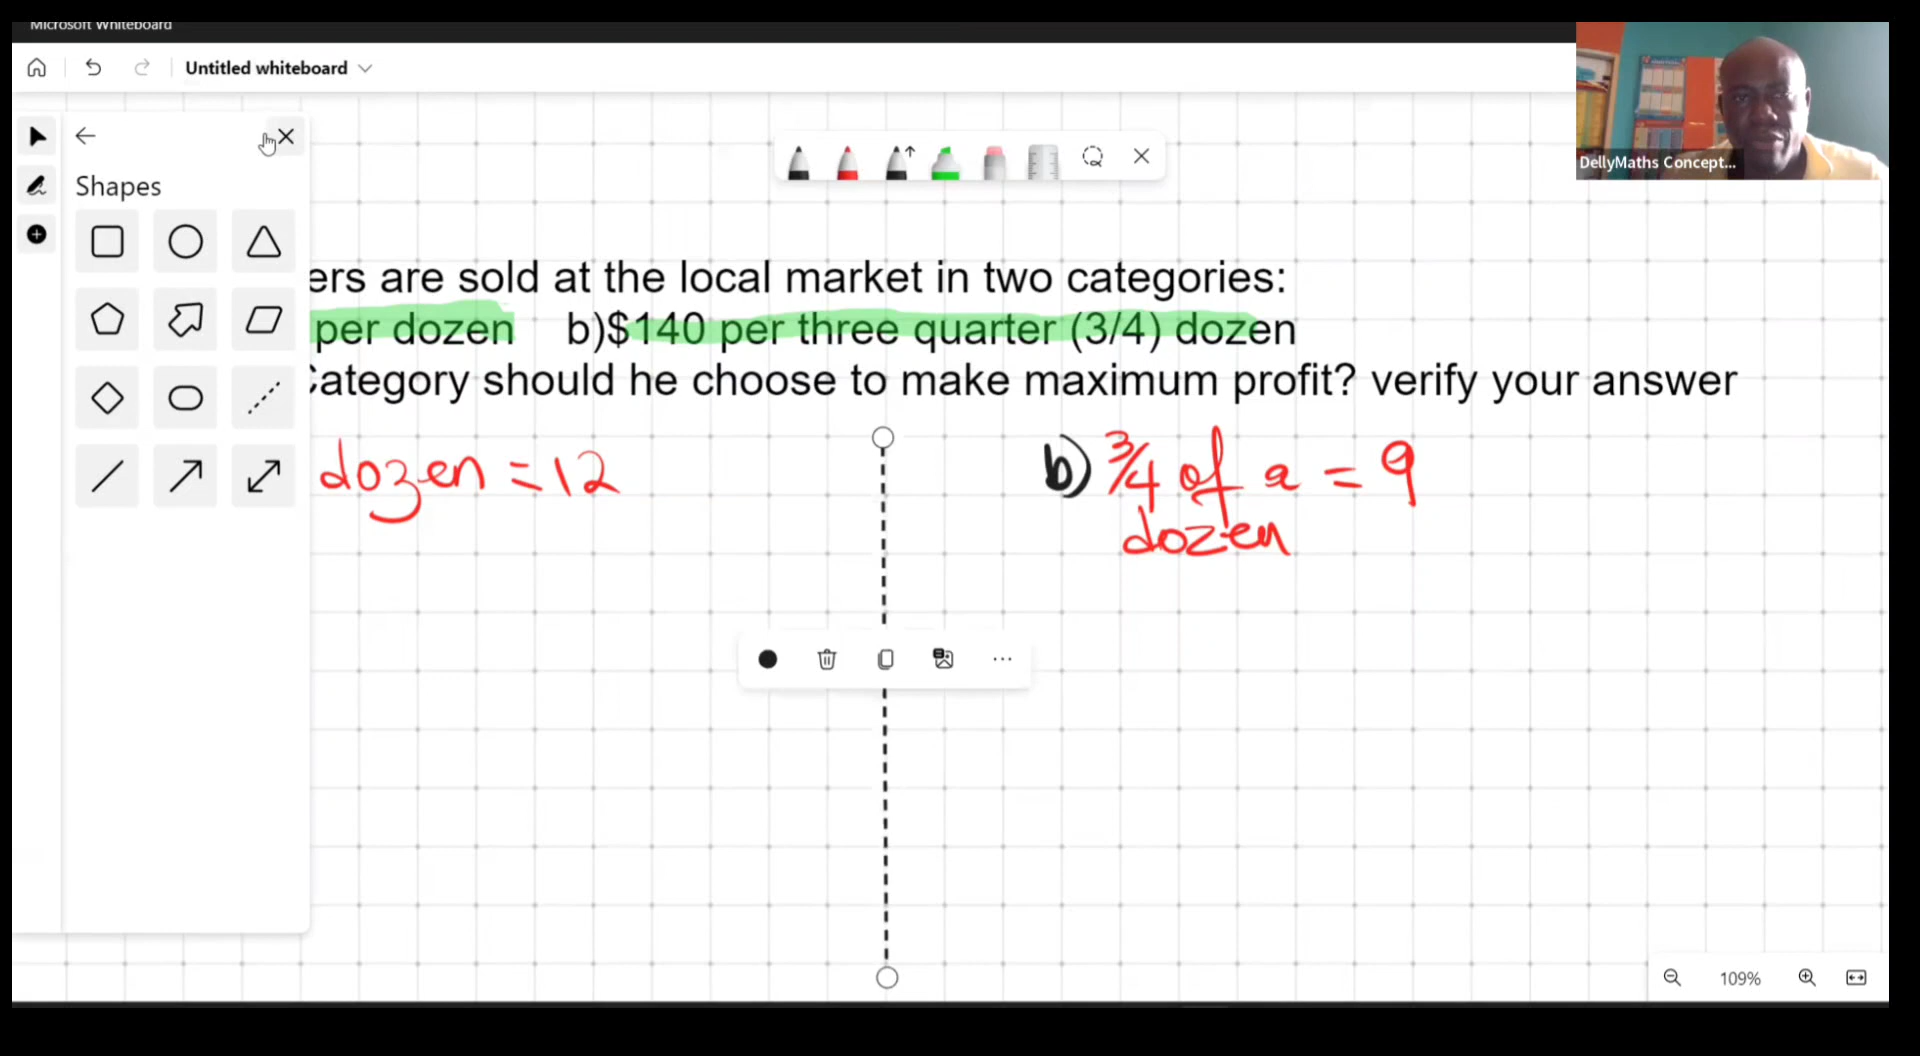 Microsoft Whiteboard
Untitled whiteboard
DellyMaths Concept...
Shapes
ers are sold at the local market in two categories:
per dozen b)$140 per three quarter (3/4) dozen
Category should he choose to make maximum profit? verify your answer
dozen = 12
b) 3/4 of a = 9
dozen
109%